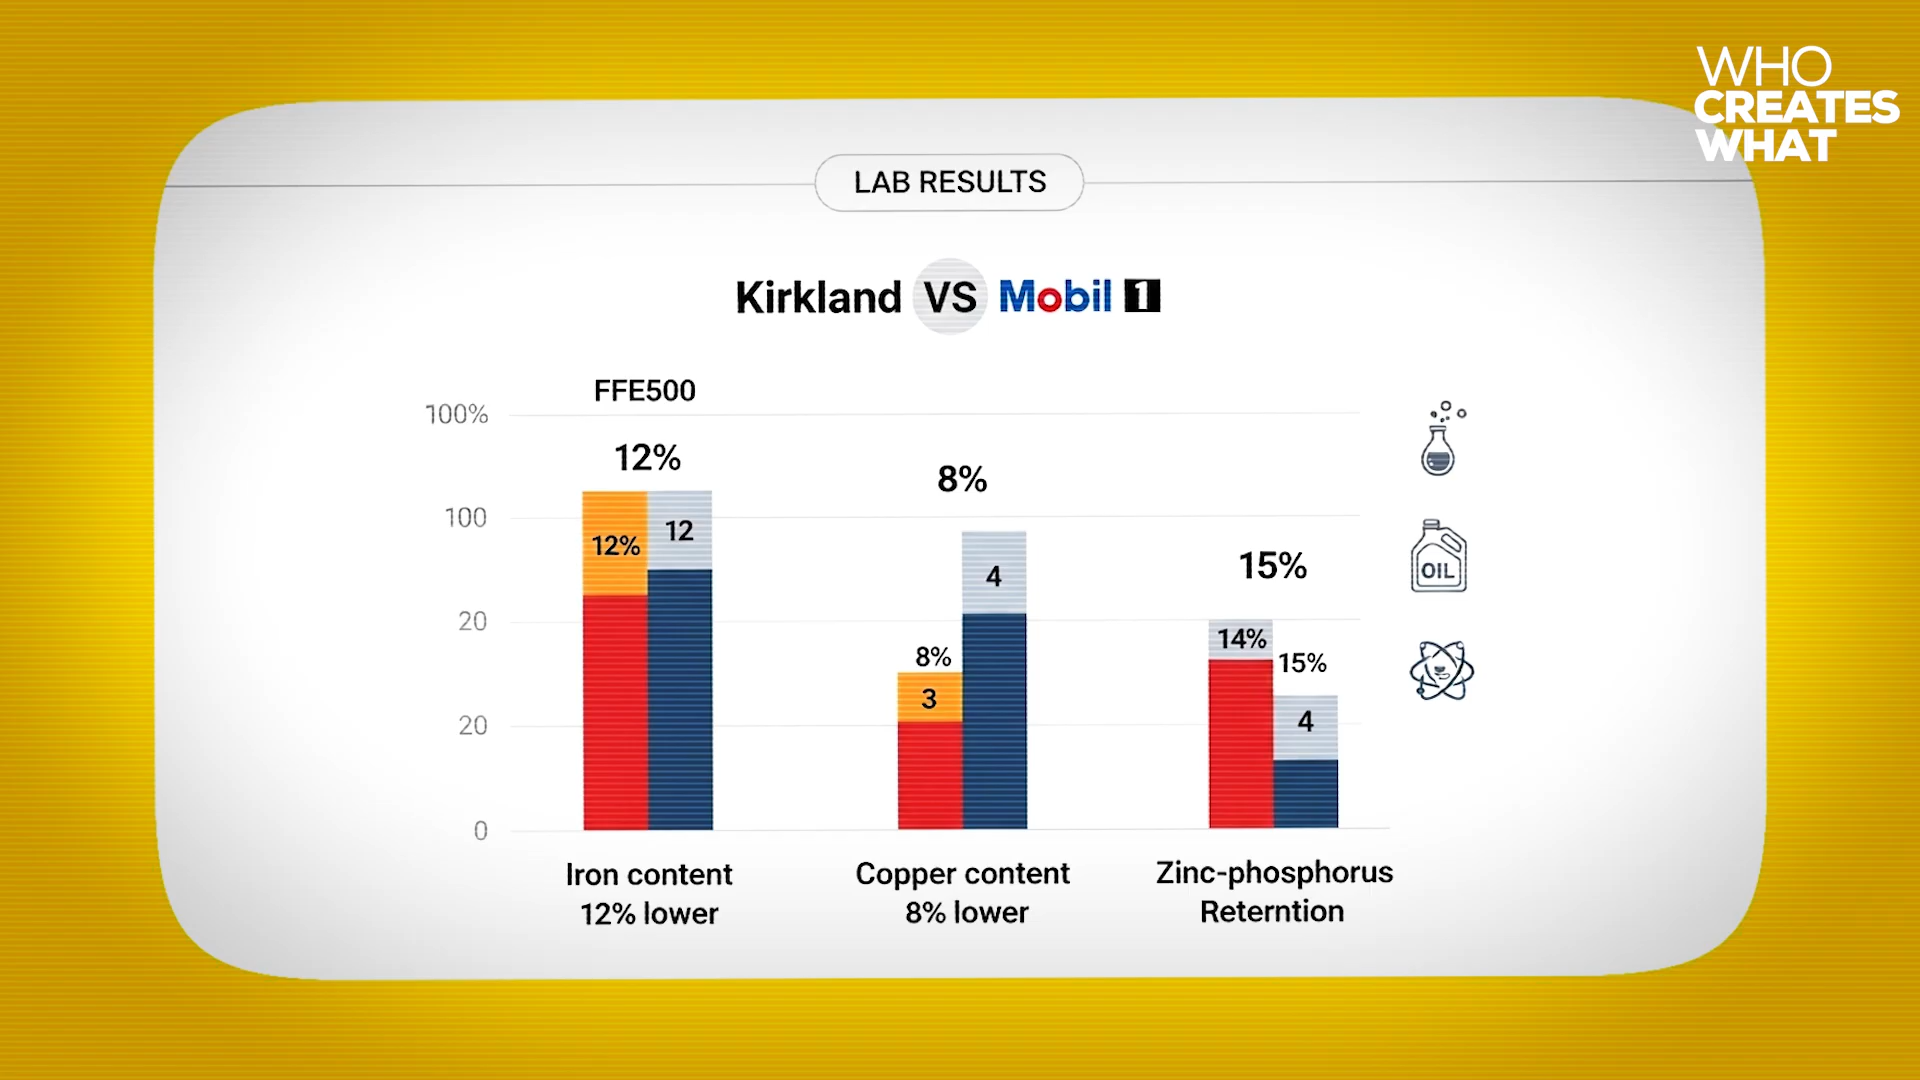 WHO
CREATES
WHAT
LAB RESULTS
Kirkland VS Mobil 1
FFE500
100%
12%
8%
100
12%
12
4
15%
20
14%
8%
15%
3
4
20
0
Iron content
12% lower
Copper content
8% lower
Zinc-phosphorus
Reterntion
OIL